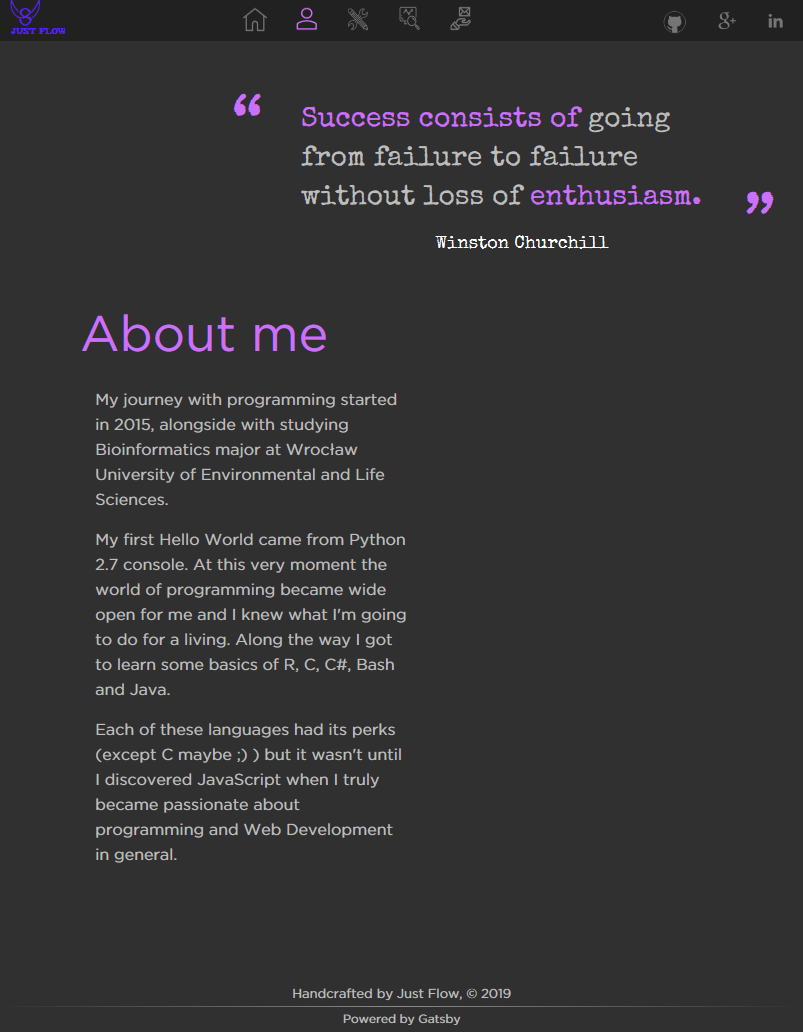 JUST FLOW
“ Success consists of going
from failure to failure
without loss of enthusiasm. ”
Winston Churchill
About me
My journey with programming started
in 2015, alongside with studying
Bioinformatics major at Wrocław
University of Environmental and Life
Sciences.
My first Hello World came from Python
2.7 console. At this very moment the
world of programming became wide
open for me and I knew what I'm going
to do for a living. Along the way I got
to learn some basics of R, C, C#, Bash
and Java.
Each of these languages had its perks
(except C maybe ;) ) but it wasn't until
I discovered JavaScript when I truly
became passionate about
programming and Web Development
in general.
Handcrafted by Just Flow, © 2019
Powered by Gatsby